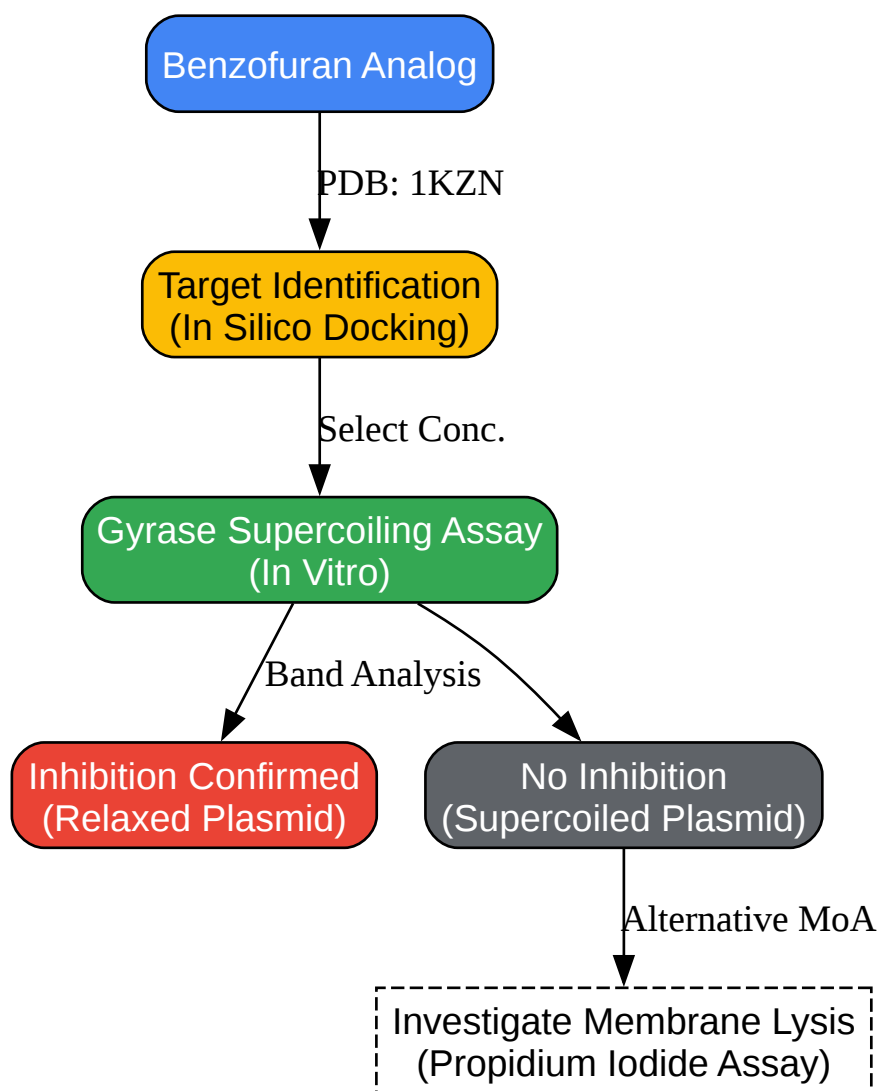 Benzofuran Analog
PDB: 1KZN
Target Identification
(In Silico Docking)
Select Conc.
Gyrase Supercoiling Assay
(In Vitro)
Band Analysis
Inhibition Confirmed
(Relaxed Plasmid)
No Inhibition
(Supercoiled Plasmid)
Alternative MoA
Investigate Membrane Lysis
(Propidium Iodide Assay)